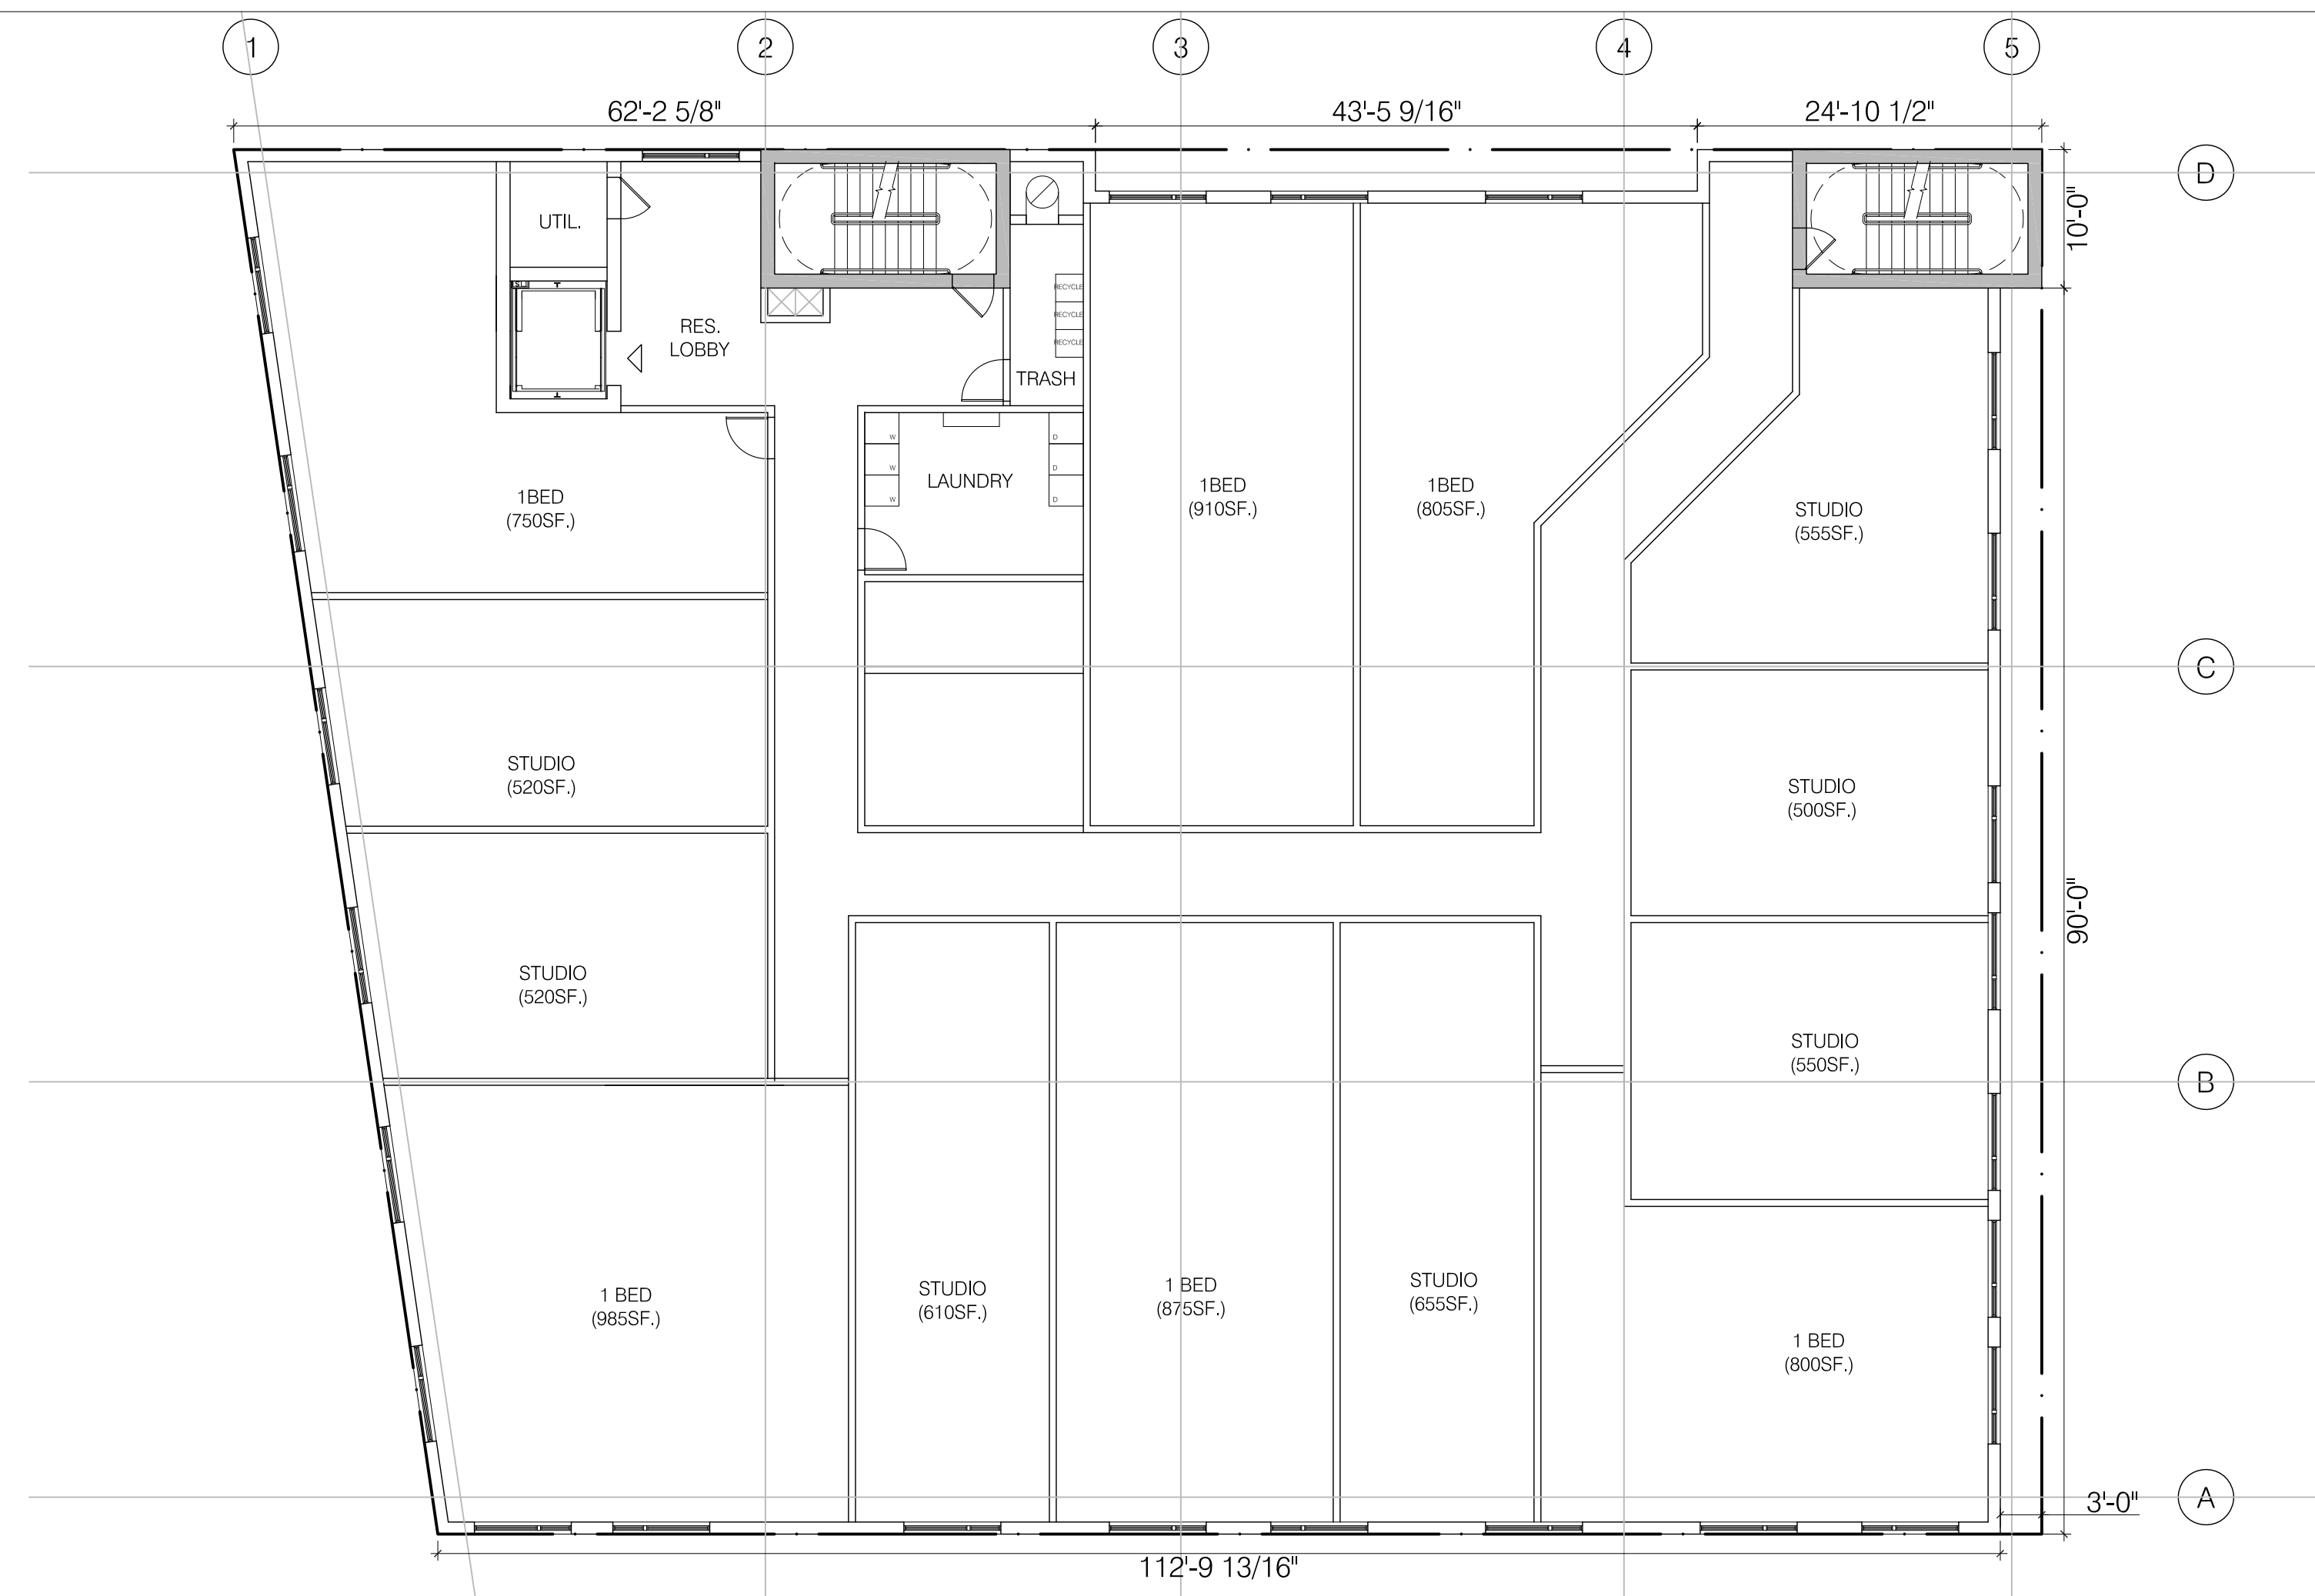 1
2
3
4
5
62'-2 5/8"
43'-5 9/16"
24'-10 1/2"
D
10'-0"
UTIL.
RECYCLE
RECYCLE
RECYCLE
RES.
LOBBY
TRASH
W
D
W
D
W
D
LAUNDRY
1BED
(750SF.)
1BED
(910SF.)
1BED
(805SF.)
STUDIO
(555SF.)
C
STUDIO
(520SF.)
STUDIO
(500SF.)
90'-0"
STUDIO
(520SF.)
STUDIO
(550SF.)
B
1 BED
(985SF.)
STUDIO
(610SF.)
1 BED
(875SF.)
STUDIO
(655SF.)
1 BED
(800SF.)
3'-0"
A
112'-9 13/16"